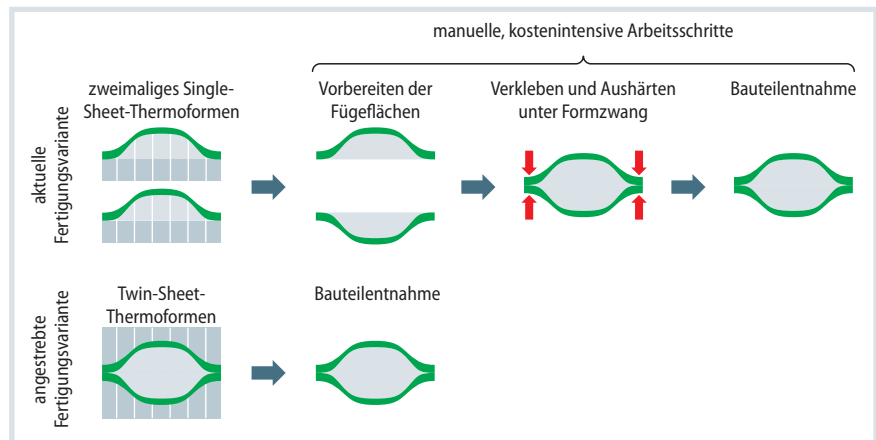 manuelle, kostenintensive Arbeitsschritte
zweimaliges Single-
Sheet-Thermoformen
Vorbereiten der
Fügeflächen
Verkleben und Aushärten
unter Formzwang
Bauteilentnahme
aktuelle
Fertigungsvariante
Twin-Sheet-
Thermoformen
Bauteilentnahme
angestrebte
Fertigungsvariante